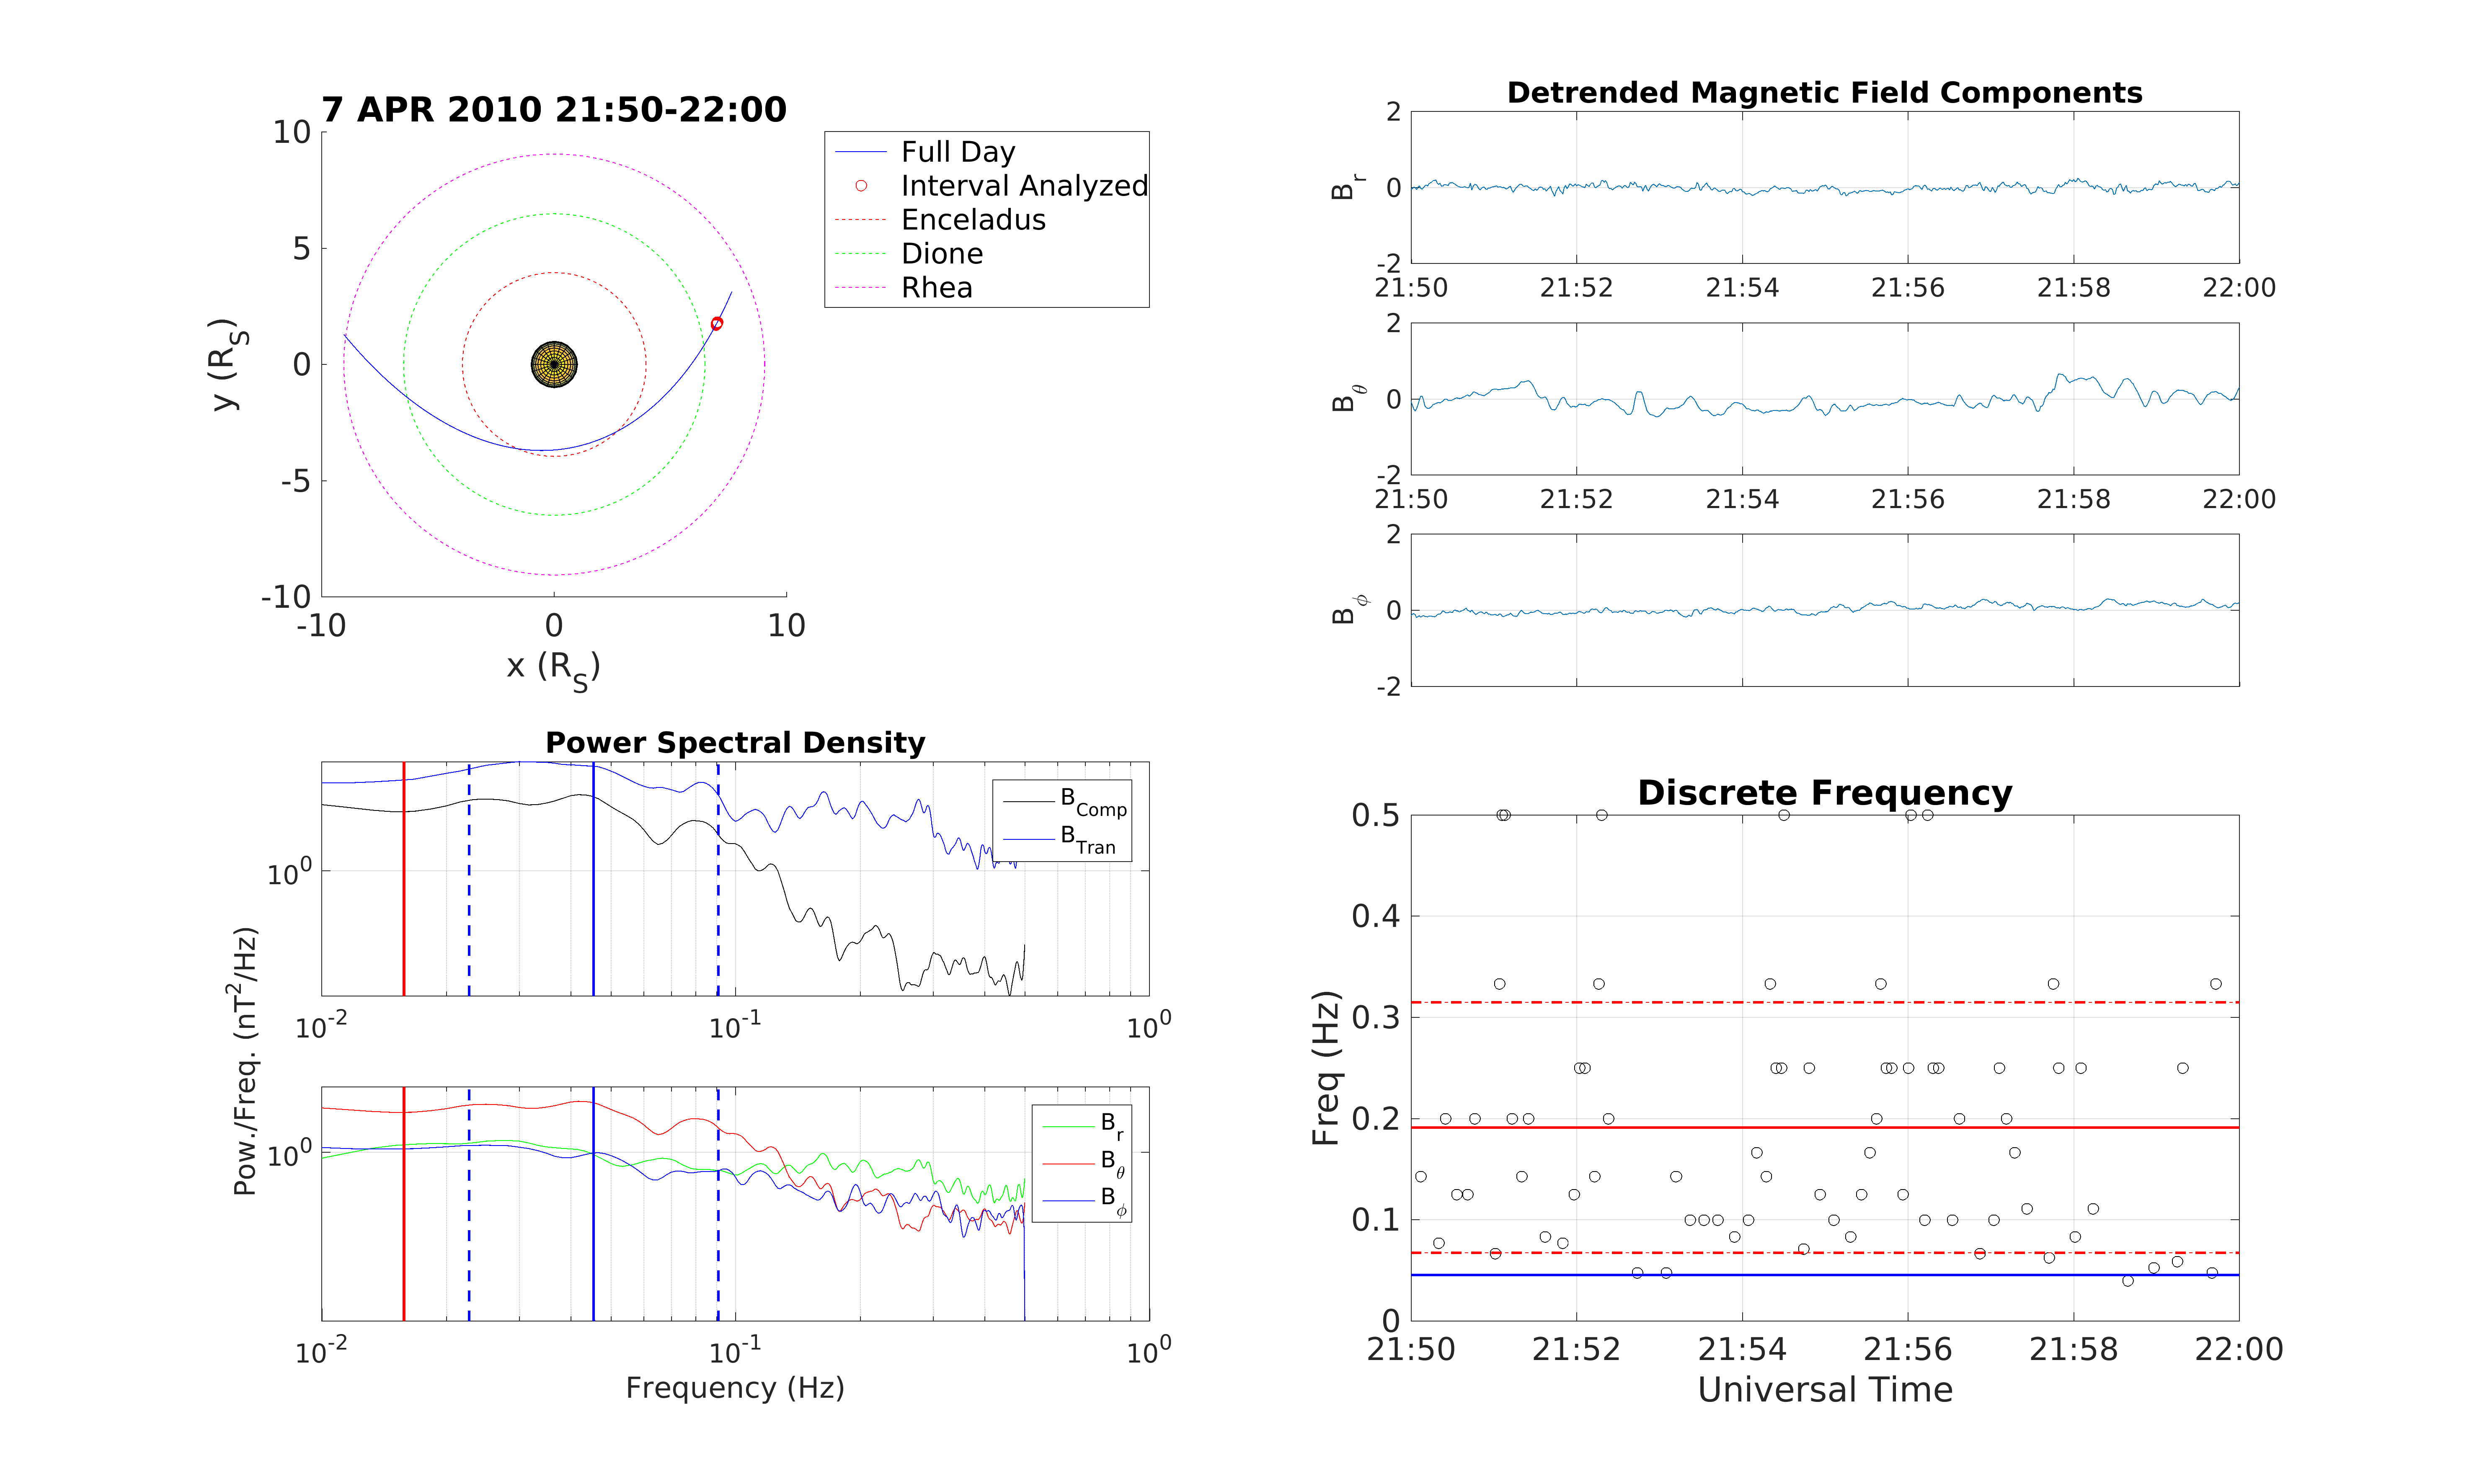 7 APR 2010 21:50-22:00
10
5
0
-5
-10
-10 0 10
x (R_S)
y (R_S)
Full Day
Interval Analyzed
Enceladus
Dione
Rhea
Detrended Magnetic Field Components
B_r
2
0
-2
21:50 21:52 21:54 21:56 21:58 22:00
B_θ
2
0
-2
21:50 21:52 21:54 21:56 21:58 22:00
B_ϕ
2
0
-2
Power Spectral Density
10^0
10^-2 10^-1 10^0
B_Comp
B_Tran
Pow./Freq. (nT^2/Hz)
10^0
10^-2 10^-1 10^0
B_r
B_θ
B_ϕ
Frequency (Hz)
Discrete Frequency
0.5
0.4
0.3
0.2
0.1
0
Freq (Hz)
21:50 21:52 21:54 21:56 21:58 22:00
Universal Time